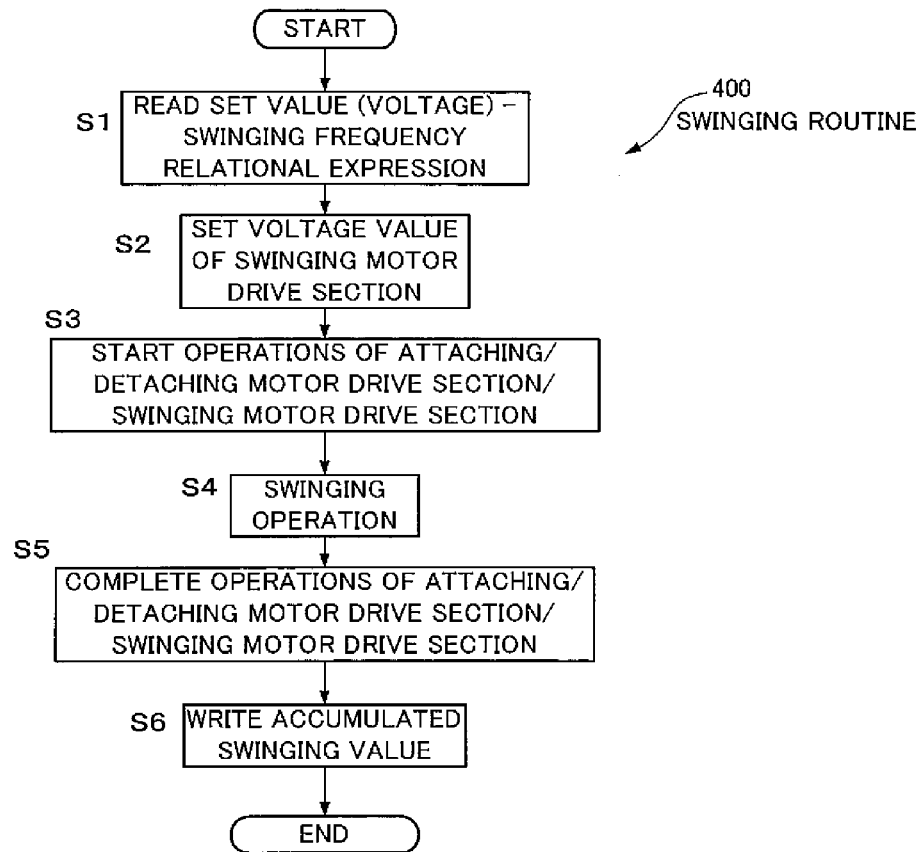 START
S1
READ SET VALUE (VOLTAGE) –
SWINGING FREQUENCY
RELATIONAL EXPRESSION
400
SWINGING ROUTINE
S2
SET VOLTAGE VALUE
OF SWINGING MOTOR
DRIVE SECTION
S3
START OPERATIONS OF ATTACHING/
DETACHING MOTOR DRIVE SECTION/
SWINGING MOTOR DRIVE SECTION
S4
SWINGING
OPERATION
S5
COMPLETE OPERATIONS OF ATTACHING/
DETACHING MOTOR DRIVE SECTION/
SWINGING MOTOR DRIVE SECTION
S6
WRITE ACCUMULATED
SWINGING VALUE
END